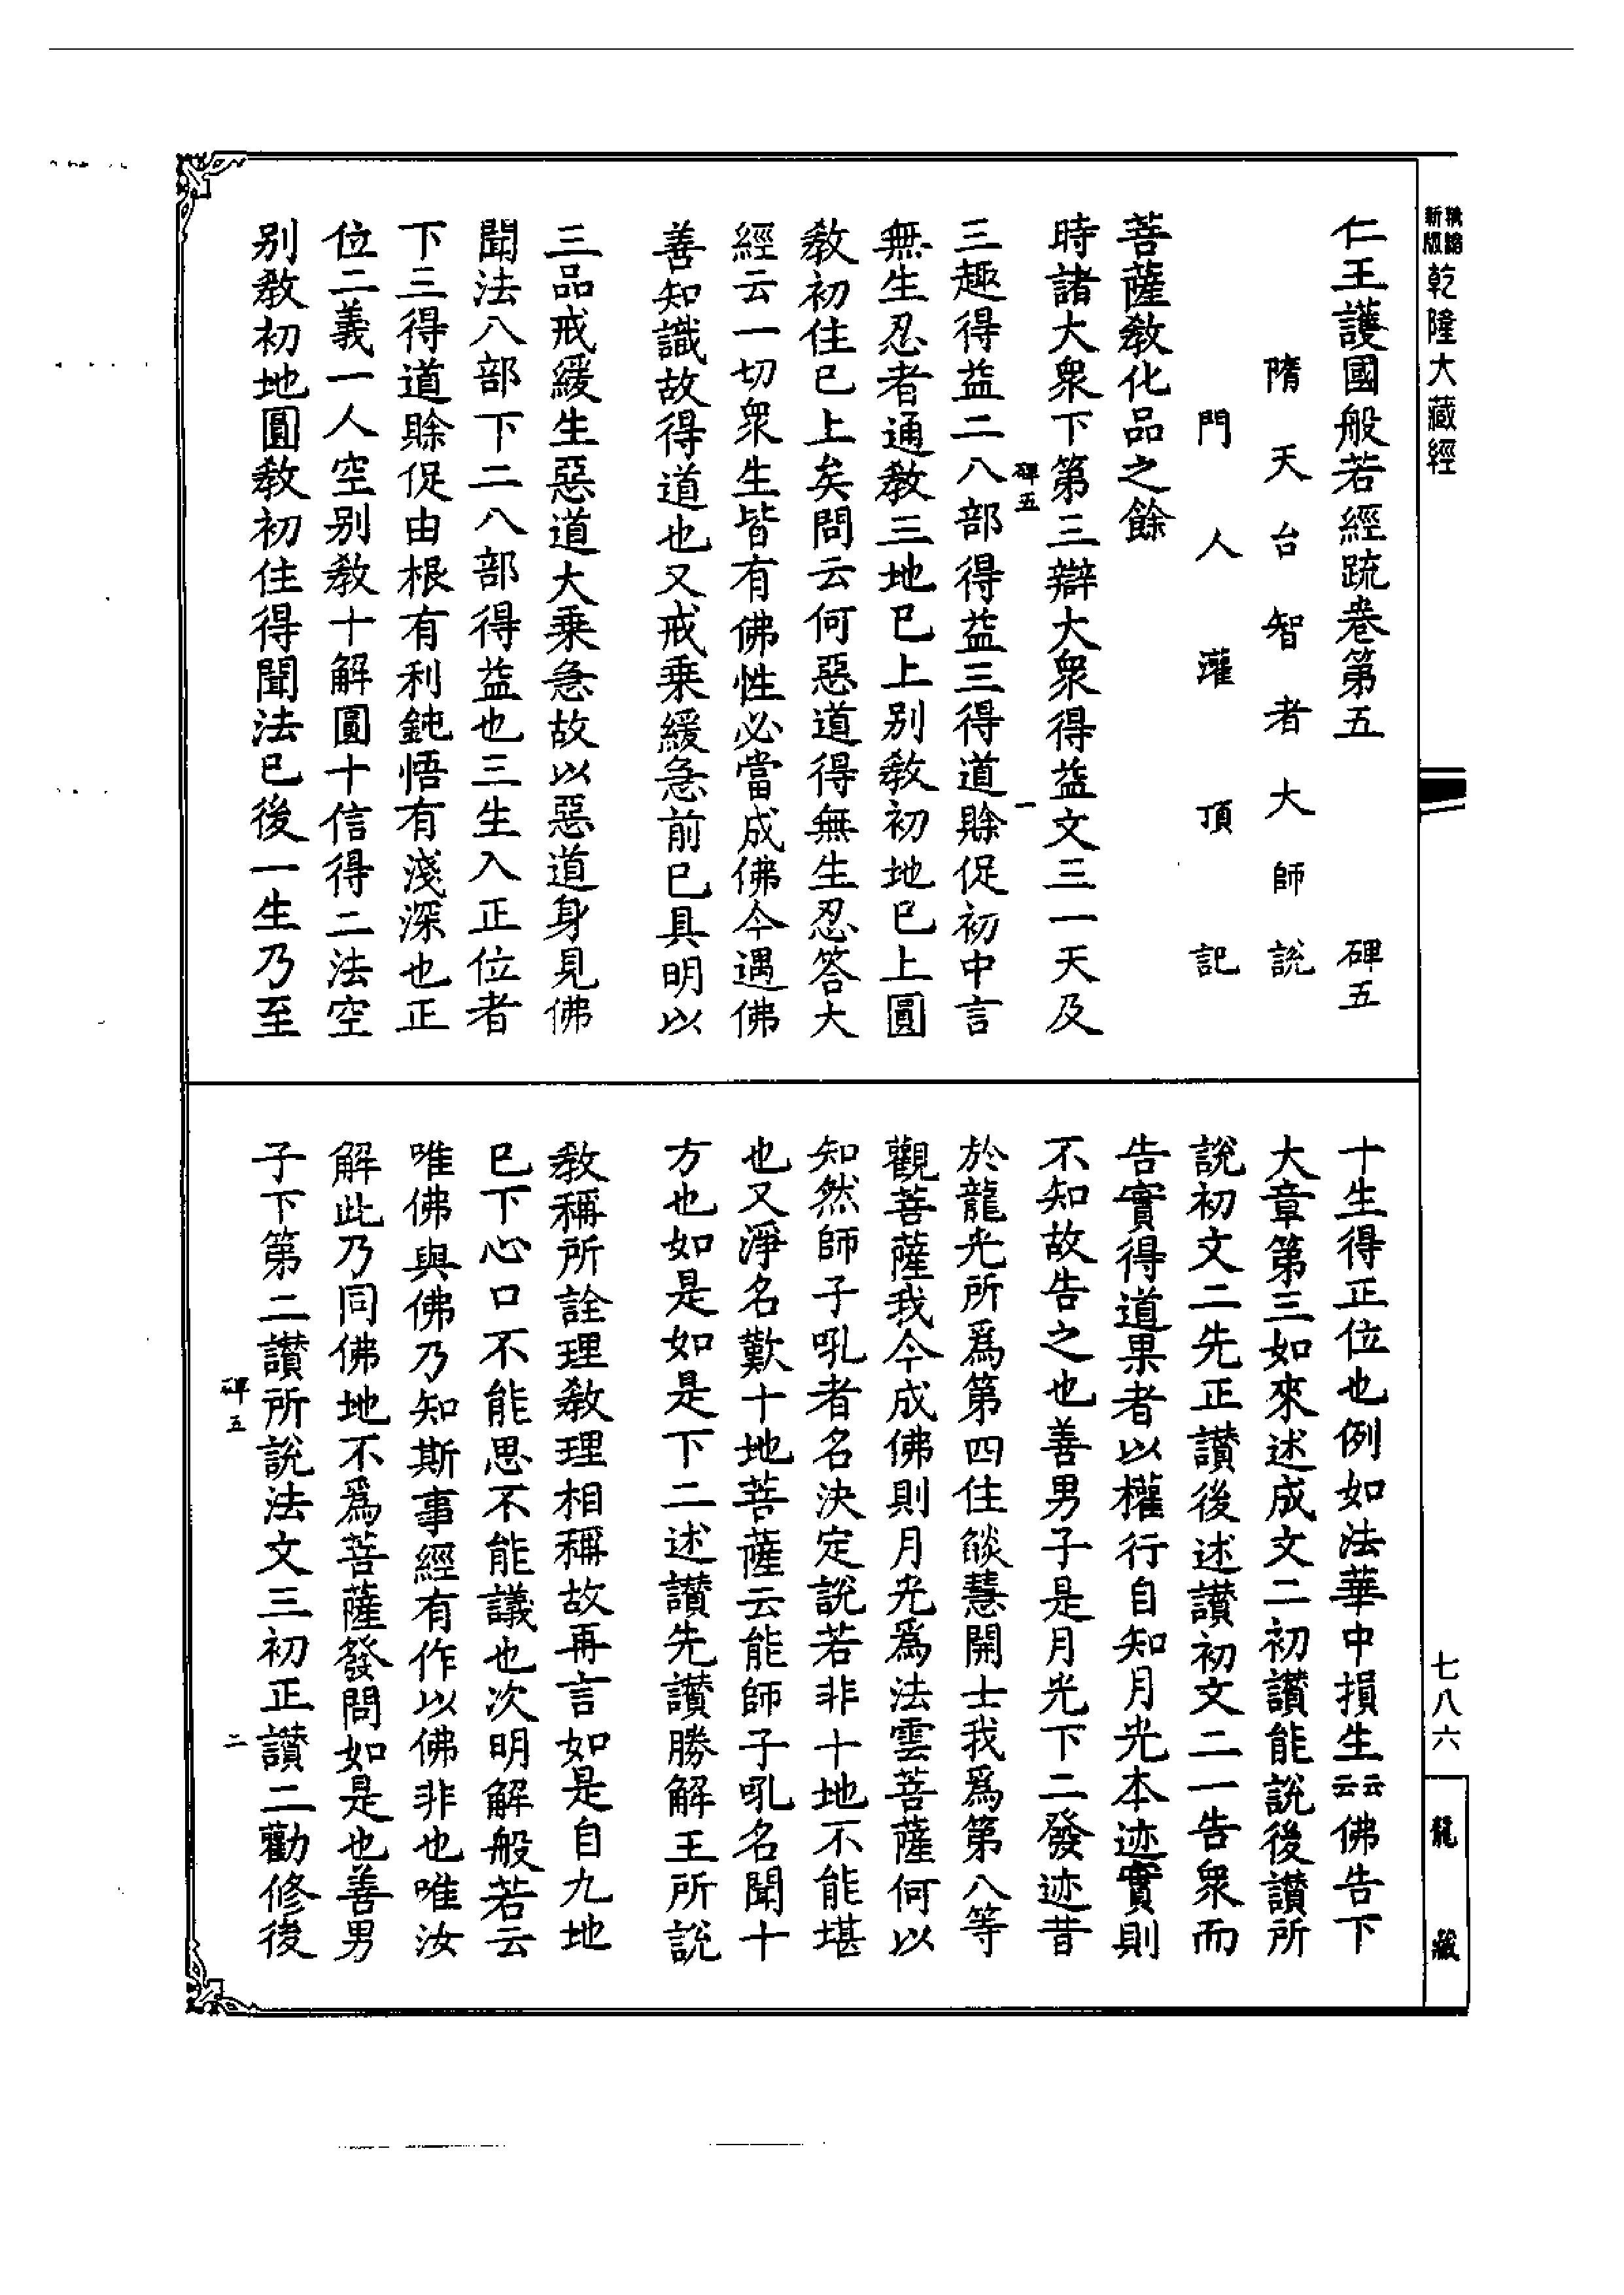 新版 乾隆大藏經
仁王護國般若經疏卷第五 碑五
隋天台智者大師說
門人灌頂記
菩薩教化品之餘
時諸大衆下第三辯大衆得益文三一天及
碑五 一
三趣得益二八部得益三得道賒促初中言
無生忍者通教三地已上别教初地已上圓
教初住已上矣問云何惡道得無生忍答大
經云一切衆生皆有佛性必當成佛今遇佛
善知識故得道也又戒乗緩急前已具明以
三品戒緩生惡道大乗急故以惡道身見佛
聞法八部下二八部得益也三生入正位者
下三得道賒促由根有利鈍悟有淺深也正
位二義一人空别教十解圓十信得二法空
别教初地圓教初住得聞法已後一生乃至
十生得正位也例如法華中損生云云佛告下
大章第三如來述成文二初讃能說後讃所
說初文二先正讃後述讃初文二一告衆而
告實得道果者以權行自知月光本迹實則
不知故告之也善男子是月光下二發迹昔
於龍光所爲第四住燄慧開士我爲第八等
觀菩薩我今成佛則月光爲法雲菩薩何以
知然師子吼者名決定說若非十地不能堪
也又淨名歎十地菩薩云能師子吼名聞十
方也如是如是下二述讃先讃勝解王所說
教稱所詮理教理相稱故再言如是自九地
已下心口不能思不能議也次明解般若云
唯佛與佛乃知斯事經有作以佛非也唯汝
解此乃同佛地不爲菩薩發問如是也善男
子下第二讃所說法文三初正讃二勸修後
碑五 二
七八六
龍藏